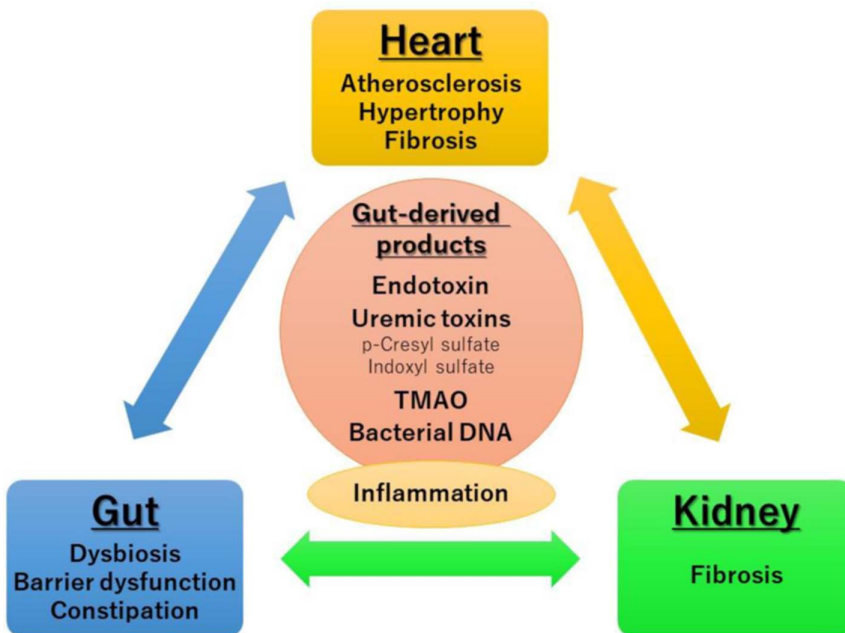 Heart
Atherosclerosis
Hypertrophy
Fibrosis
Gut-derived
products
Endotoxin
Uremic toxins
p-Cresyl sulfate
Indoxyl sulfate
TMAO
Bacterial DNA
Inflammation
Gut
Dysbiosis
Barrier dysfunction
Constipation
Kidney
Fibrosis